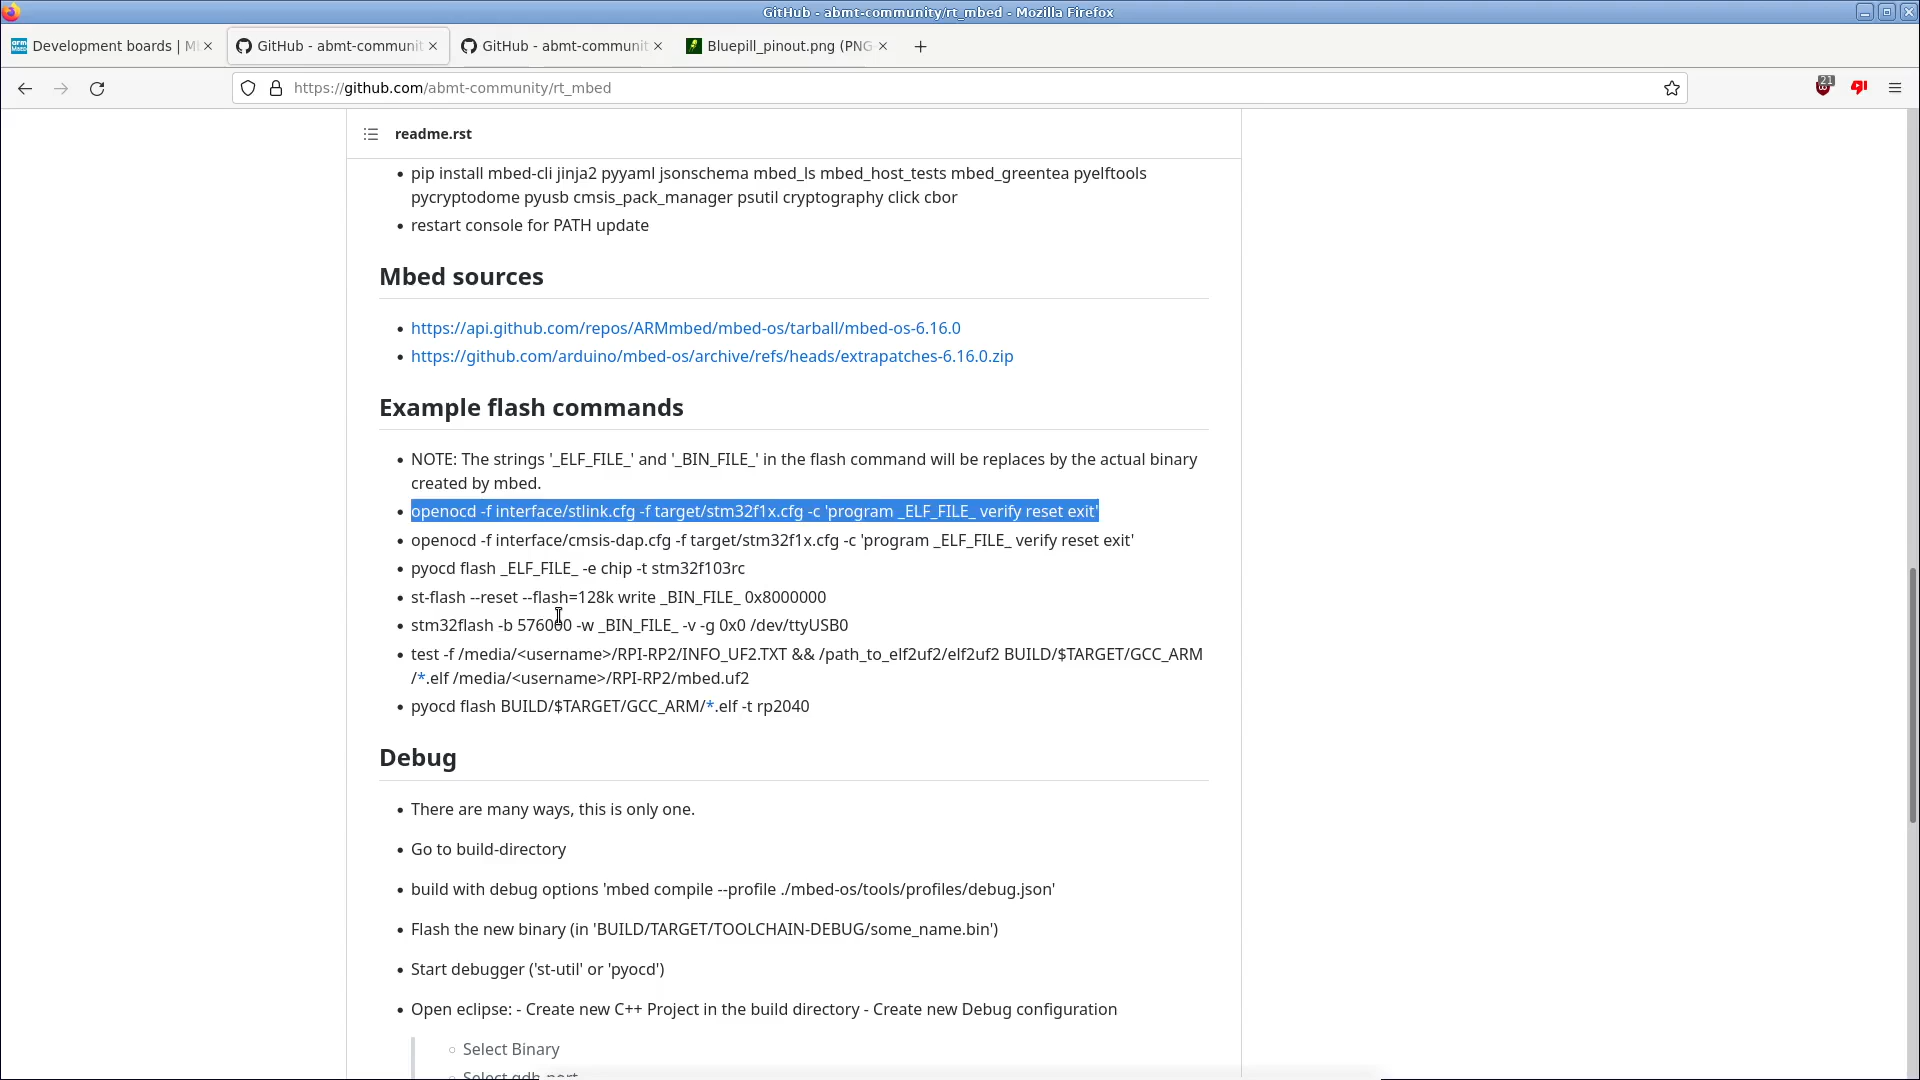 GitHub - abmt-community/rt_mbed - Mozilla Firefox
Development boards | M
GitHub - abmt-communit
GitHub - abmt-communit
Bluepill_pinout.png (PNG
https://github.com/abmt-community/rt_mbed
21
readme.rst
• pip install mbed-cli jinja2 pyyaml jsonschema mbed_ls mbed_host_tests mbed_greentea pyelftools
pycryptodome pyusb cmsis_pack_manager psutil cryptography click cbor
• restart console for PATH update
Mbed sources
• https://api.github.com/repos/ARMmbed/mbed-os/tarball/mbed-os-6.16.0
• https://github.com/arduino/mbed-os/archive/refs/heads/extrapatches-6.16.0.zip
Example flash commands
• NOTE: The strings '_ELF_FILE_' and '_BIN_FILE_' in the flash command will be replaces by the actual binary
created by mbed.
• openocd -f interface/stlink.cfg -f target/stm32f1x.cfg -c 'program _ELF_FILE_ verify reset exit'
• openocd -f interface/cmsis-dap.cfg -f target/stm32f1x.cfg -c 'program _ELF_FILE_ verify reset exit'
• pyocd flash _ELF_FILE_ -e chip -t stm32f103rc
• st-flash --reset --flash=128k write _BIN_FILE_ 0x8000000
• stm32flash -b 576000 -w _BIN_FILE_ -v -g 0x0 /dev/ttyUSB0
• test -f /media/<username>/RPI-RP2/INFO_UF2.TXT && /path_to_elf2uf2/elf2uf2 BUILD/$TARGET/GCC_ARM
/*.elf /media/<username>/RPI-RP2/mbed.uf2
• pyocd flash BUILD/$TARGET/GCC_ARM/*.elf -t rp2040
Debug
• There are many ways, this is only one.
• Go to build-directory
• build with debug options 'mbed compile --profile ./mbed-os/tools/profiles/debug.json'
• Flash the new binary (in 'BUILD/TARGET/TOOLCHAIN-DEBUG/some_name.bin')
• Start debugger ('st-util' or 'pyocd')
• Open eclipse: - Create new C++ Project in the build directory - Create new Debug configuration
○ Select Binary
○ Select gdb-port